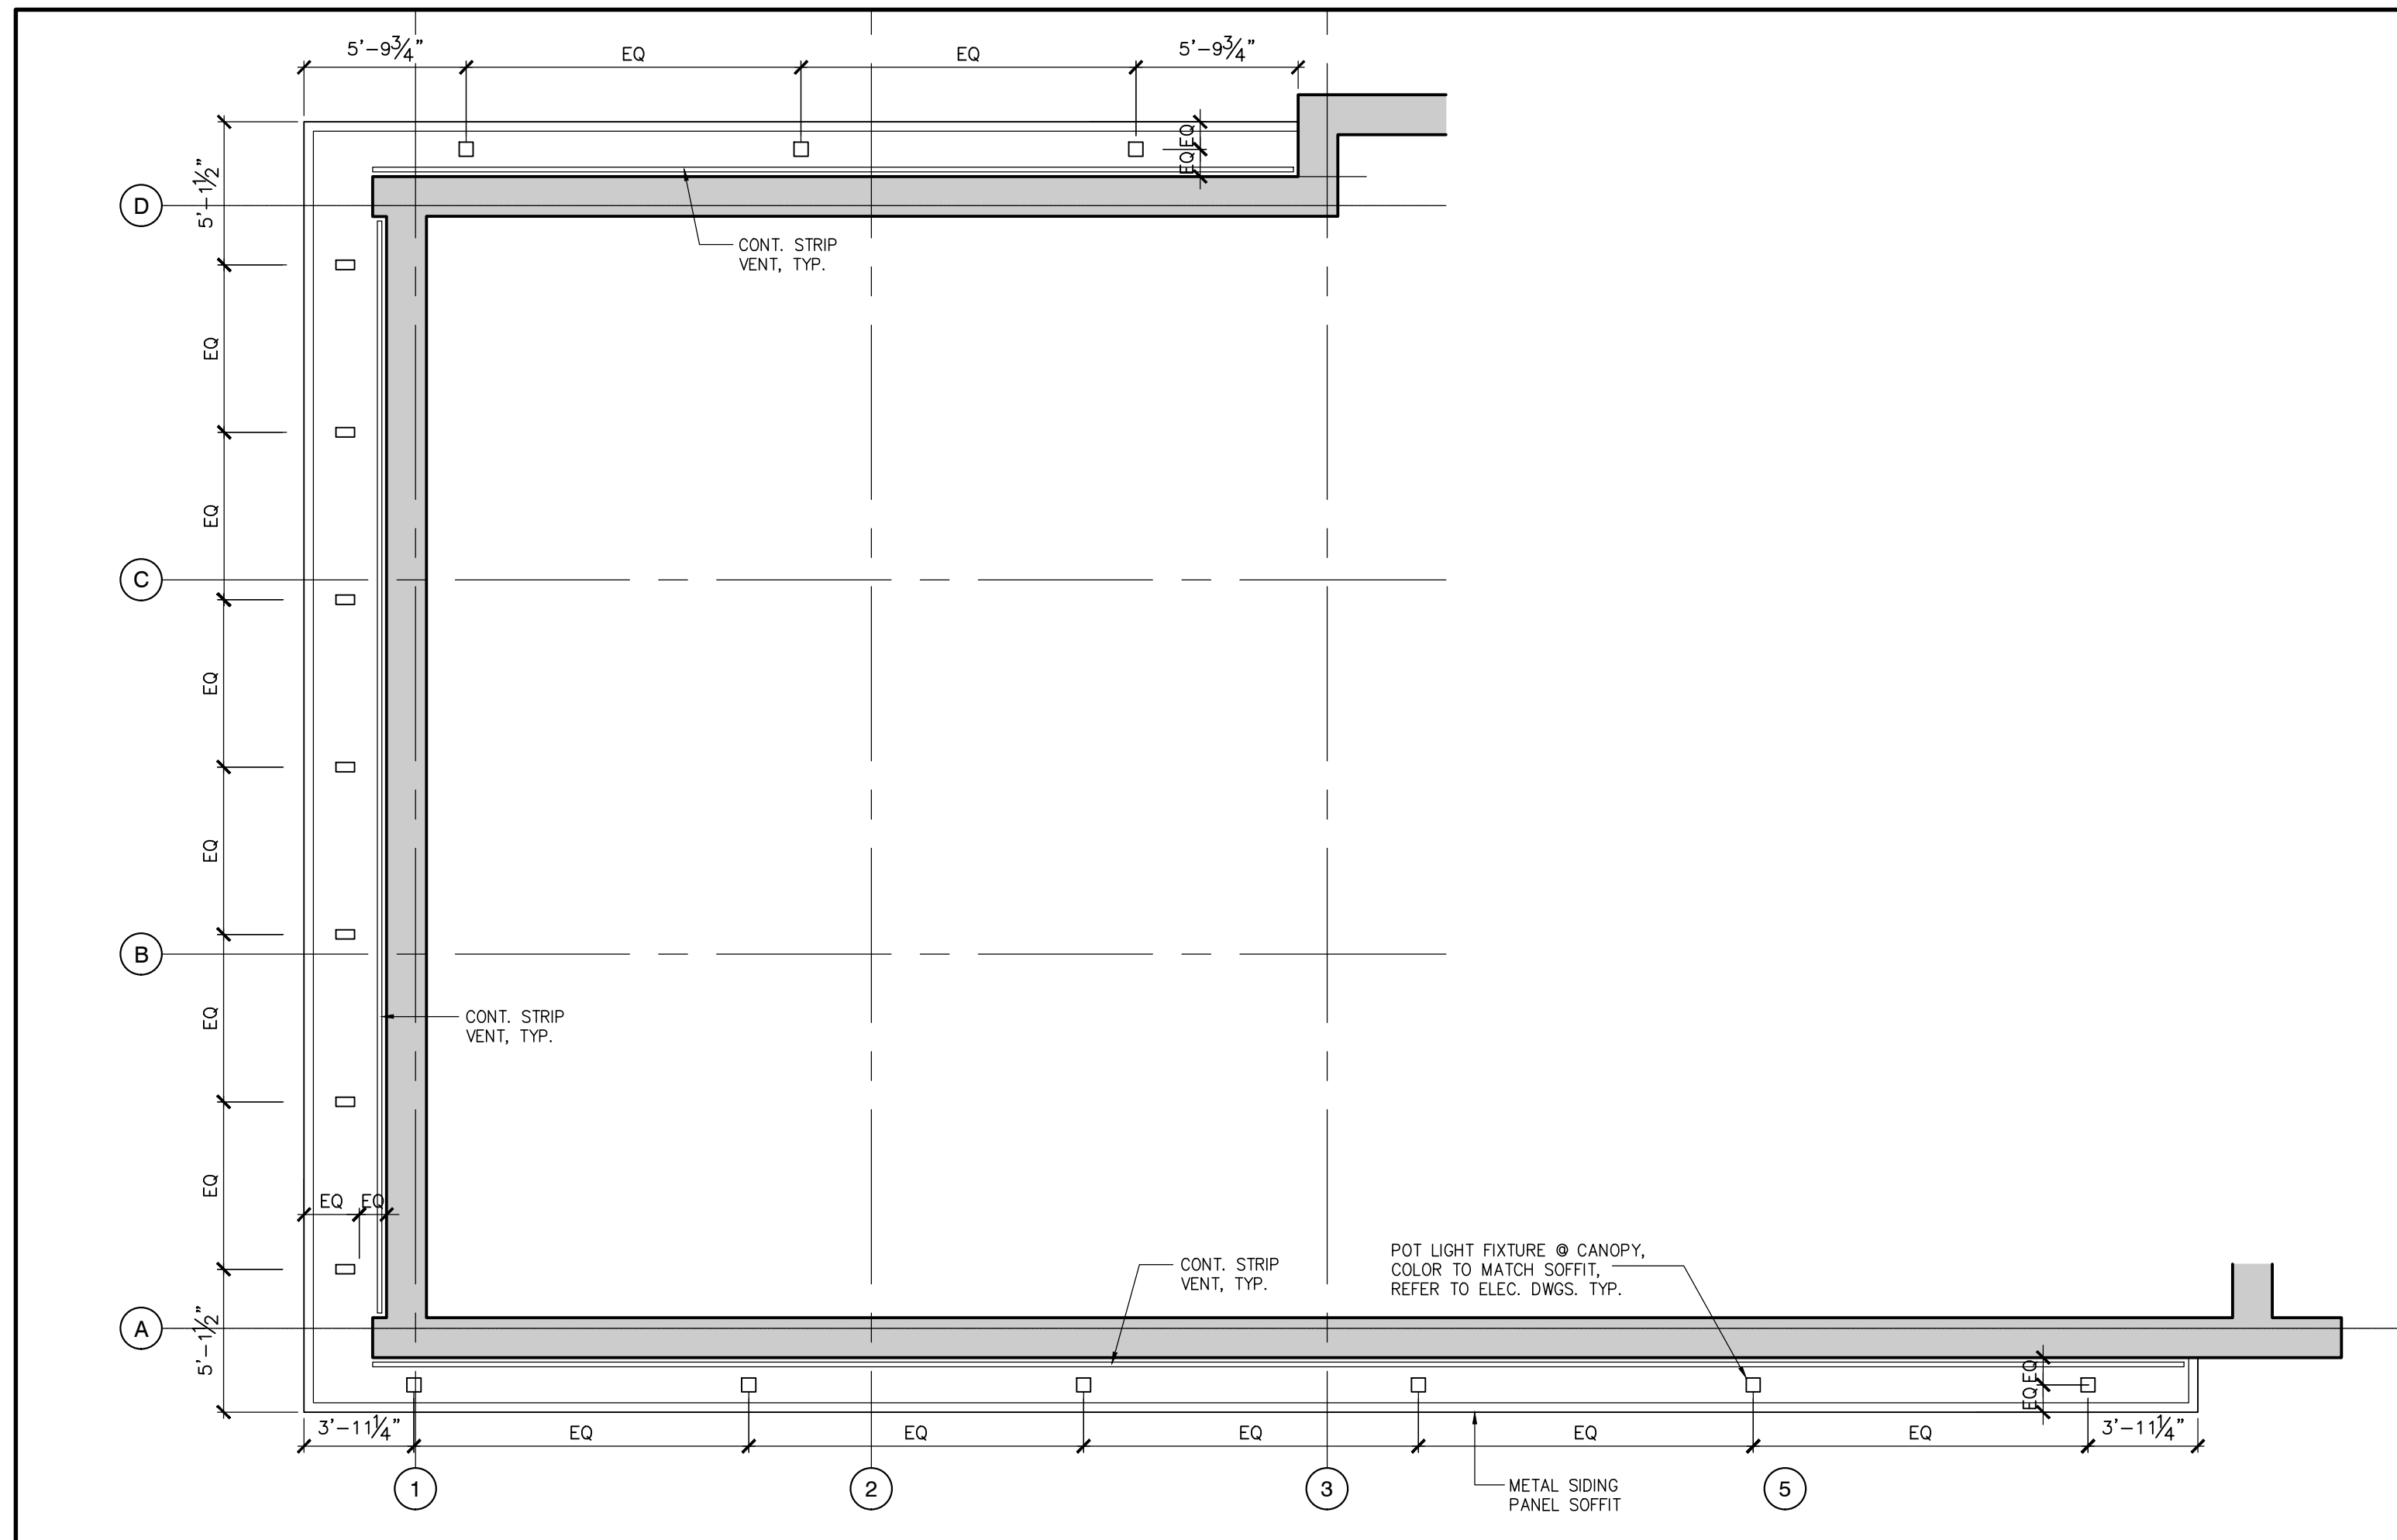 5'-9¾" EQ EQ 5'-9¾"
EQ
EQ
5'-1½"
D
CONT. STRIP
VENT, TYP.
EQ
EQ
C
EQ
EQ
B
EQ
CONT. STRIP
VENT, TYP.
EQ
EQ EQ
POT LIGHT FIXTURE @ CANOPY,
COLOR TO MATCH SOFFIT,
REFER TO ELEC. DWGS. TYP.
CONT. STRIP
VENT, TYP.
A
5'-1½"
EQ
EQ
3'-11¼" EQ EQ EQ EQ EQ 3'-11¼"
1 2 3 5
METAL SIDING
PANEL SOFFIT